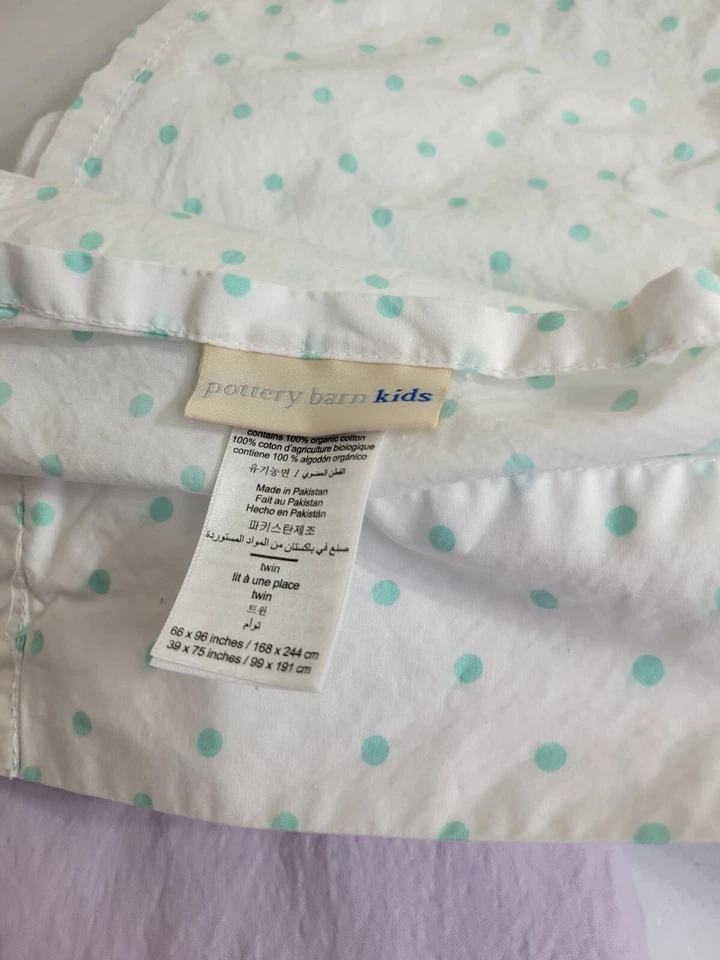 pottery barn kids
contains 100% organic cotton
100% coton d'agriculture biologique
contiene 100 % algodón orgánico
유기농면 / القطن العضوي
Made in Pakistan
Fait au Pakistan
Hecho en Pakistán
파키스탄제조
صنع في باكستان من المواد المستوردة
twin
lit à une place
twin
트윈
توأم
66 x 96 inches / 168 x 244 cm
39 x 75 inches / 99 x 191 cm